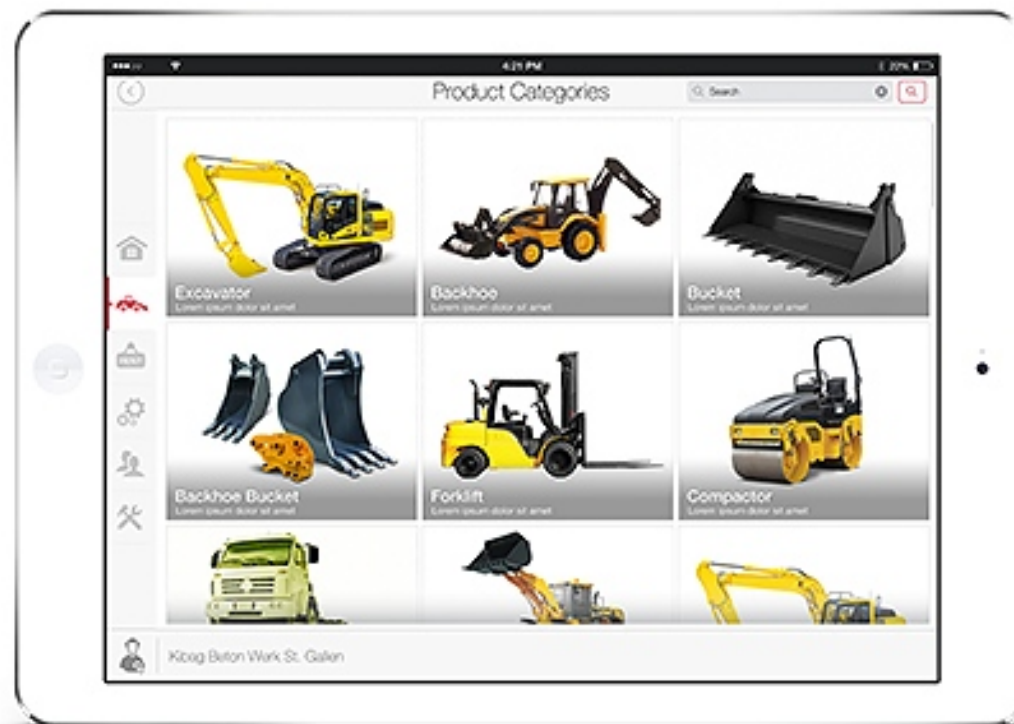 4:21 PM
22%
Product Categories
Search
Excavator
Lorem ipsum dolor sit amet
Backhoe
Lorem ipsum dolor sit amet
Bucket
Lorem ipsum dolor sit amet
Backhoe Bucket
Lorem ipsum dolor sit amet
Forklift
Lorem ipsum dolor sit amet
Compactor
Lorem ipsum dolor sit amet
Kibag Beton Werk St. Gallen